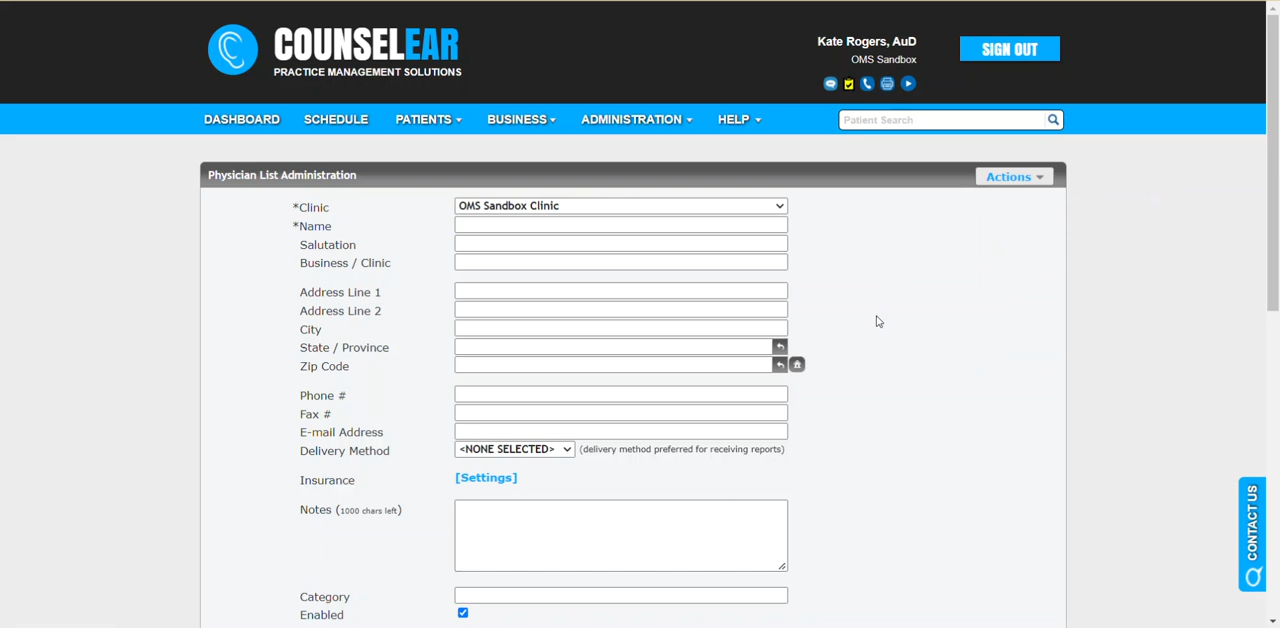 COUNSELEAR
PRACTICE MANAGEMENT SOLUTIONS
Kate Rogers, AuD
OMS Sandbox
SIGN OUT
DASHBOARD SCHEDULE PATIENTS BUSINESS ADMINISTRATION HELP Patient Search
Physician List Administration Actions
*Clinic OMS Sandbox Clinic
*Name
Salutation
Business / Clinic
Address Line 1
Address Line 2
City
State / Province
Zip Code
Phone #
Fax #
E-mail Address
Delivery Method <NONE SELECTED> (delivery method preferred for receiving reports)
Insurance [Settings]
Notes (1000 chars left)
Category
Enabled
CONTACT US